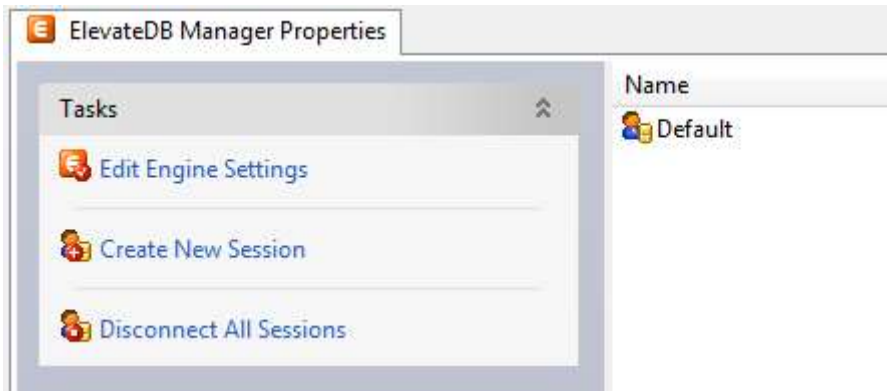 ElevateDB Manager Properties
Tasks
Edit Engine Settings
Create New Session
Disconnect All Sessions
Name
Default